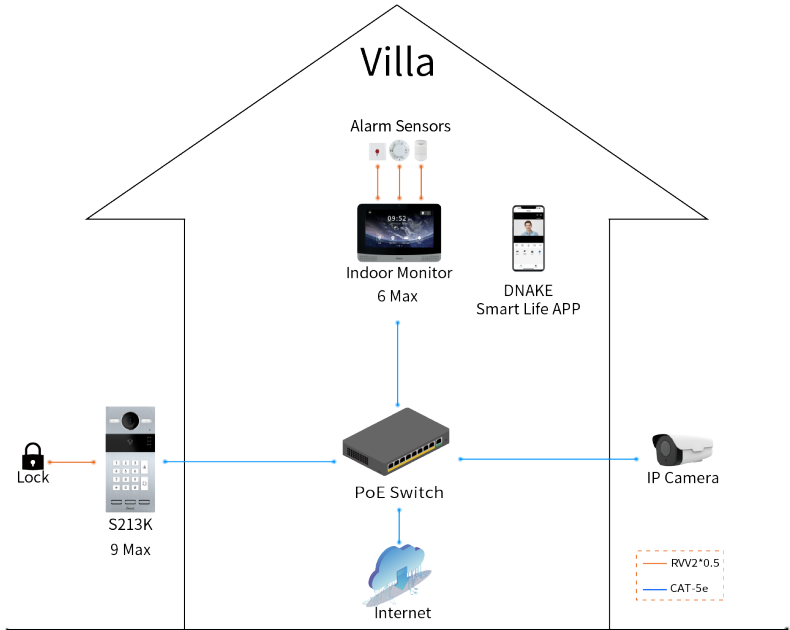 Villa
Alarm Sensors
09:52
Indoor Monitor
6 Max
DNAKE
Smart Life APP
Lock
S213K
9 Max
PoE Switch
IP Camera
Internet
RVV2*0.5
CAT-5e